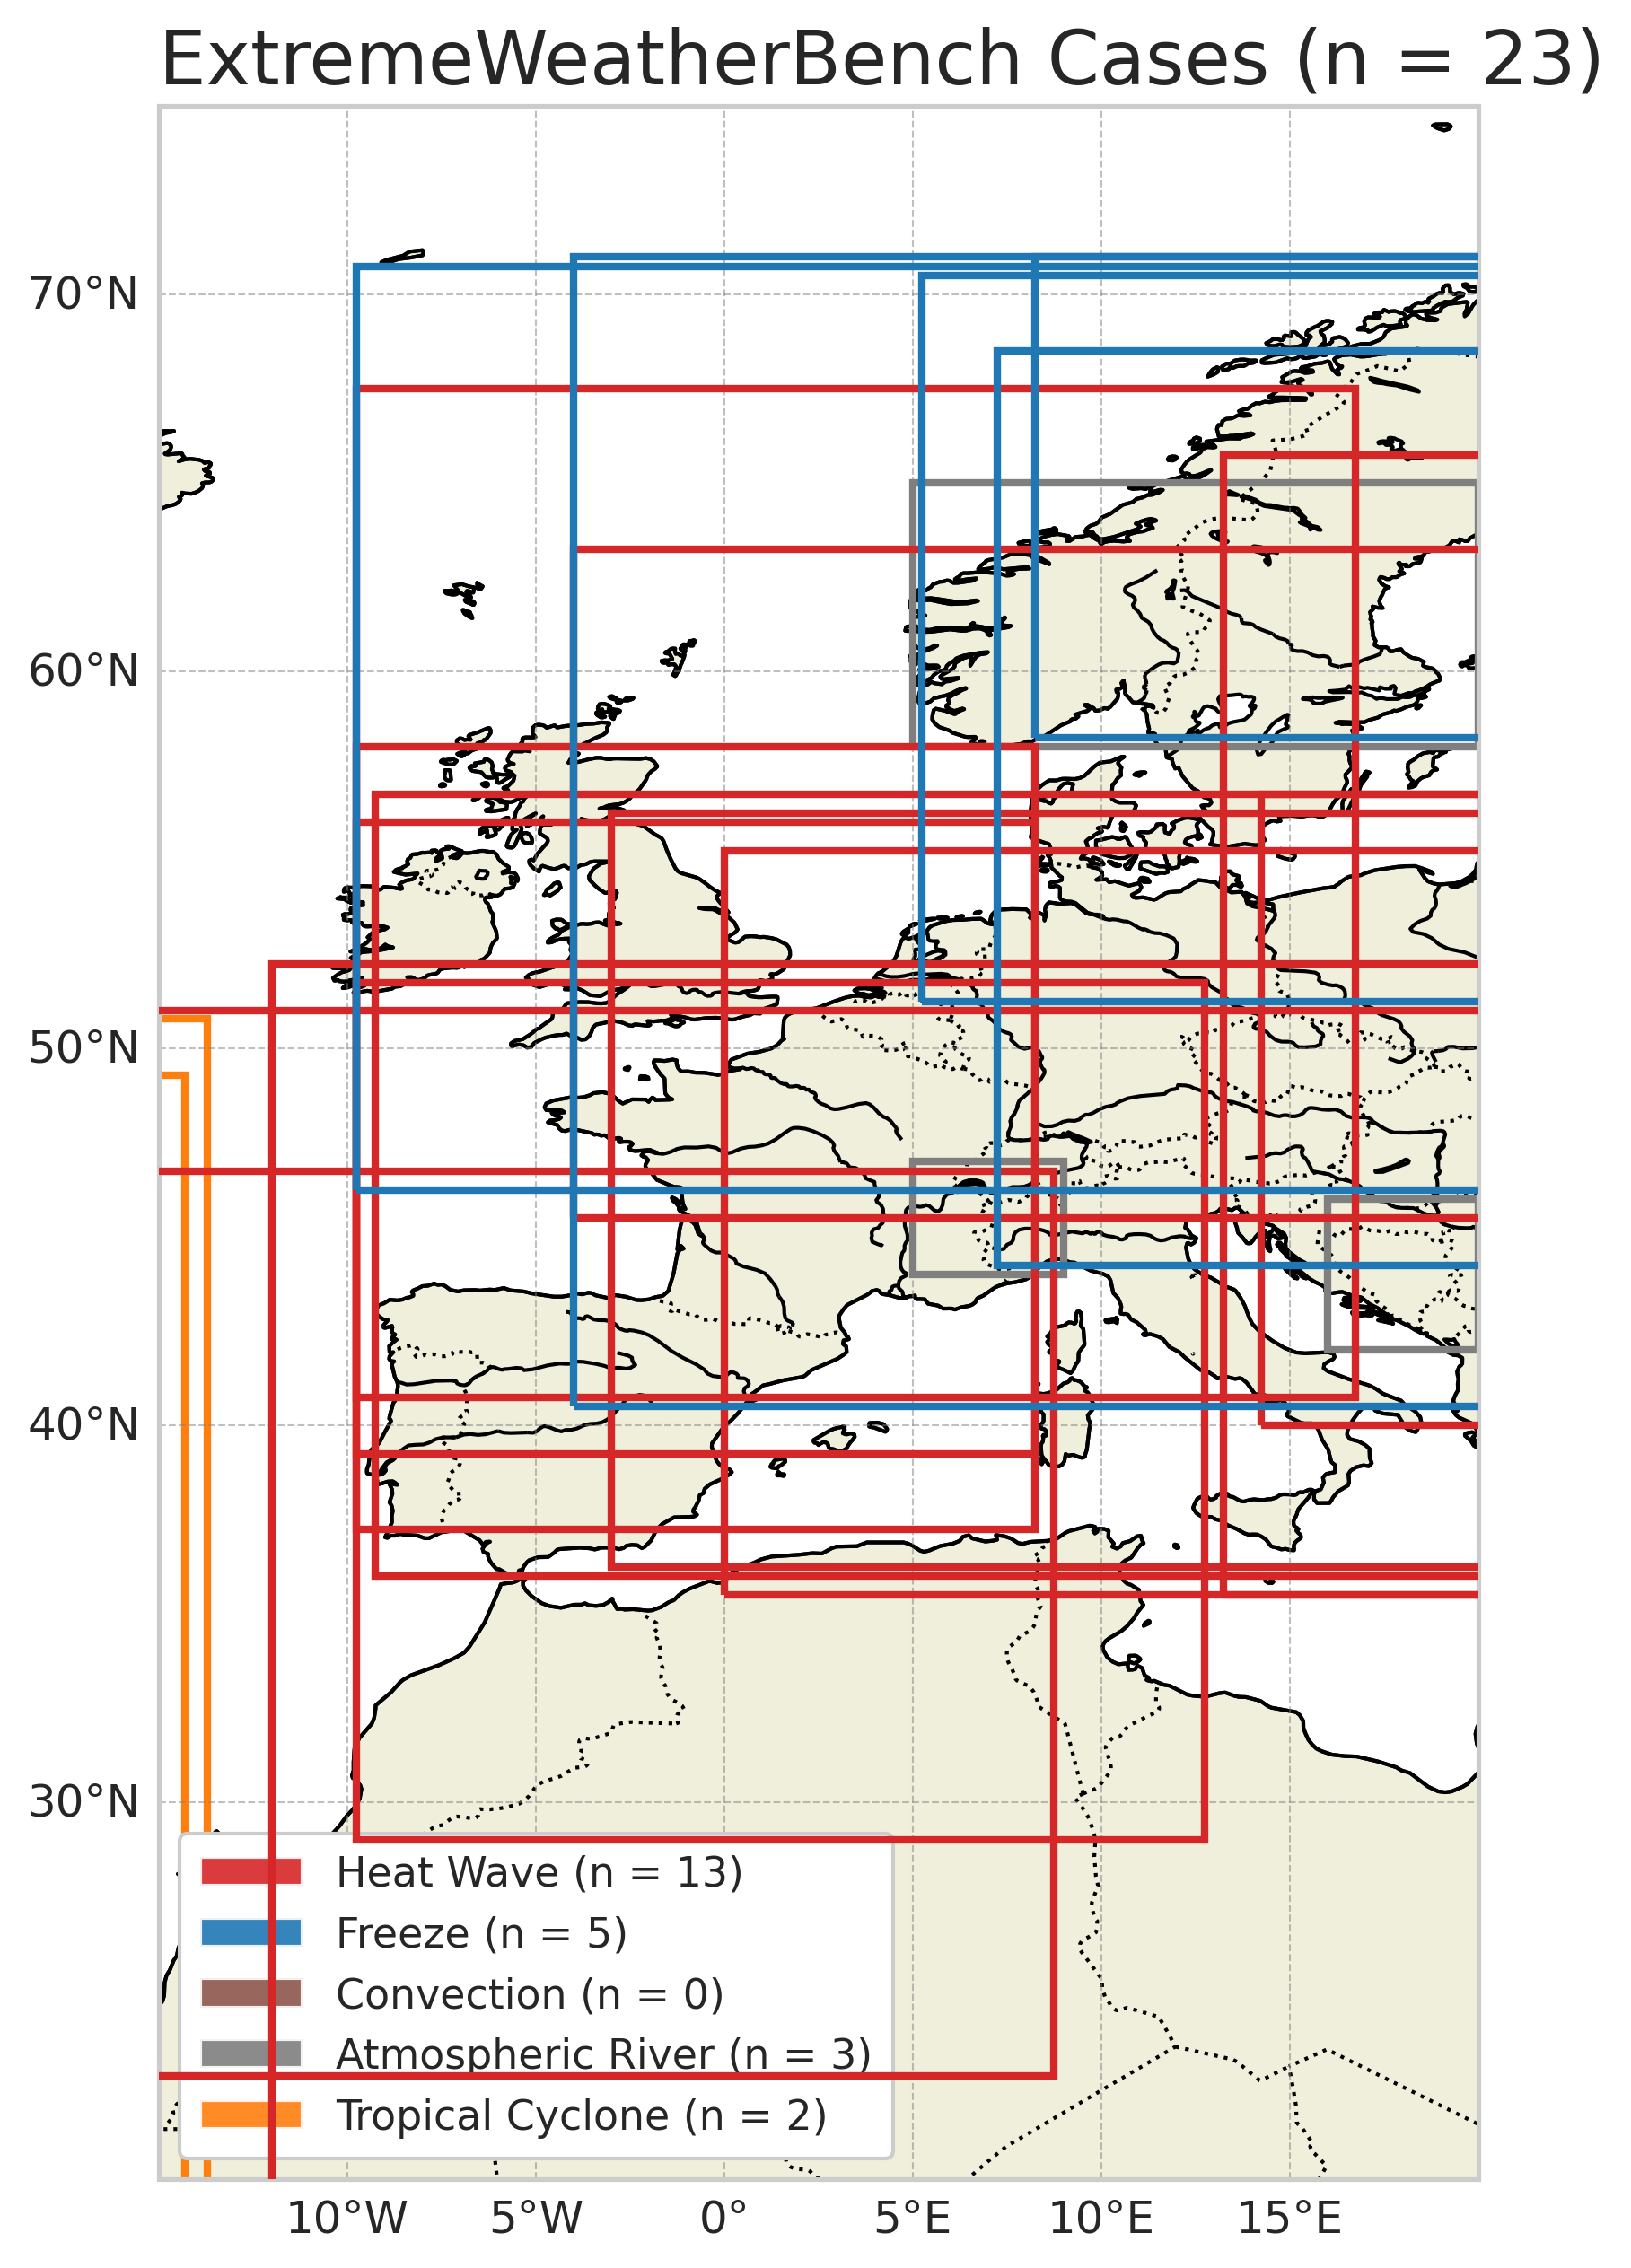 ExtremeWeatherBench Cases (n = 23)
70°N
60°N
50°N
40°N
30°N
Heat Wave (n = 13)
Freeze (n = 5)
Convection (n = 0)
Atmospheric River (n = 3)
Tropical Cyclone (n = 2)
10°W 5°W 0° 5°E 10°E 15°E